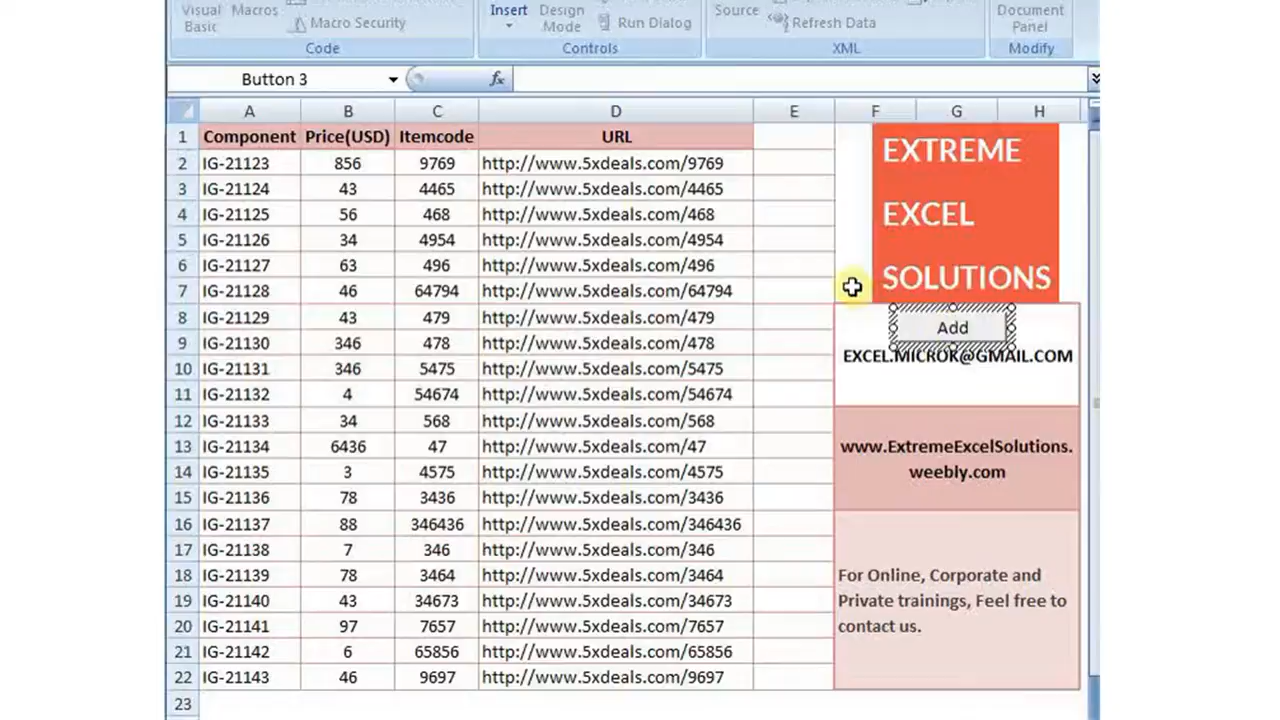 Visual Basic
Macros
Macro Security
Code
Insert
Design Mode
Run Dialog
Controls
Source
Refresh Data
XML
Document Panel
Modify
Button 3
fx
A B C D E F G H
1 Component Price(USD) Itemcode URL
2 IG-21123 856 9769 http://www.5xdeals.com/9769
3 IG-21124 43 4465 http://www.5xdeals.com/4465
4 IG-21125 56 468 http://www.5xdeals.com/468
5 IG-21126 34 4954 http://www.5xdeals.com/4954
6 IG-21127 63 496 http://www.5xdeals.com/496
7 IG-21128 46 64794 http://www.5xdeals.com/64794
8 IG-21129 43 479 http://www.5xdeals.com/479
9 IG-21130 346 478 http://www.5xdeals.com/478
10 IG-21131 346 5475 http://www.5xdeals.com/5475
11 IG-21132 4 54674 http://www.5xdeals.com/54674
12 IG-21133 34 568 http://www.5xdeals.com/568
13 IG-21134 6436 47 http://www.5xdeals.com/47
14 IG-21135 3 4575 http://www.5xdeals.com/4575
15 IG-21136 78 3436 http://www.5xdeals.com/3436
16 IG-21137 88 346436 http://www.5xdeals.com/346436
17 IG-21138 7 346 http://www.5xdeals.com/346
18 IG-21139 78 3464 http://www.5xdeals.com/3464
19 IG-21140 43 34673 http://www.5xdeals.com/34673
20 IG-21141 97 7657 http://www.5xdeals.com/7657
21 IG-21142 6 65856 http://www.5xdeals.com/65856
22 IG-21143 46 9697 http://www.5xdeals.com/9697
23
EXTREME
EXCEL
SOLUTIONS
Add
EXCEL.MICROK@GMAIL.COM
www.ExtremeExcelSolutions.
weebly.com
For Online, Corporate and
Private trainings, Feel free to
contact us.